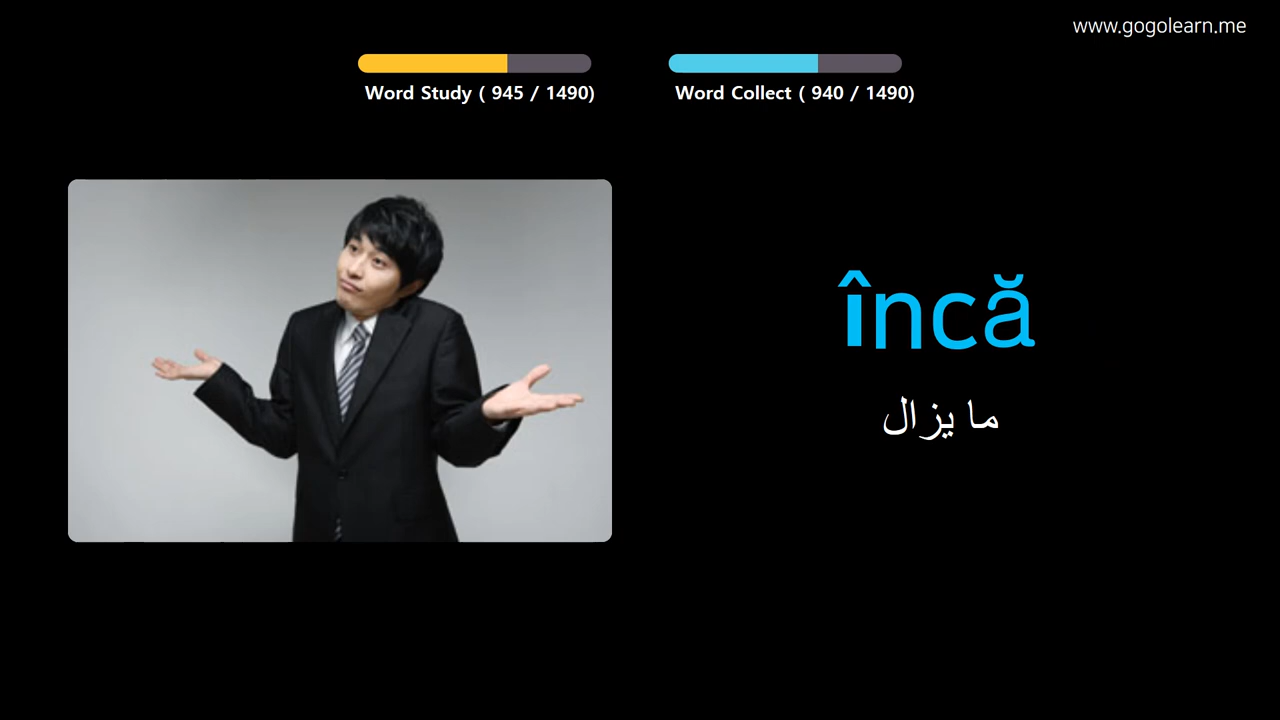 www.gogolearn.me
Word Study ( 945 / 1490)
Word Collect ( 940 / 1490)
încă
ما يزال